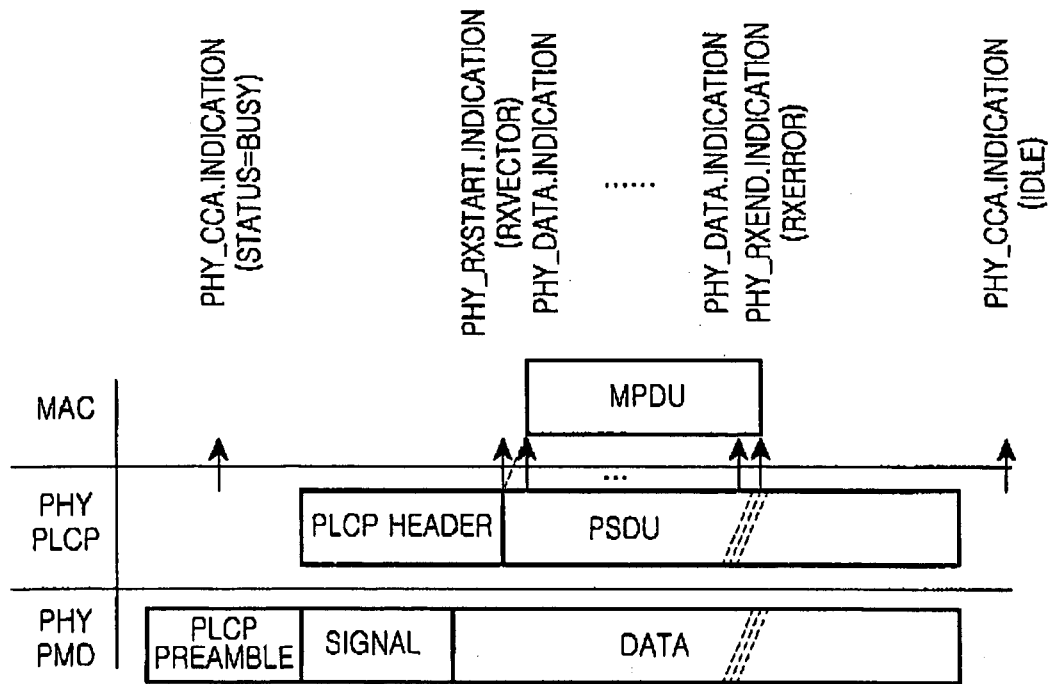 PHY_CCA.INDICATION
(STATUS=BUSY)
PHY_RXSTART.INDICATION
(RXVECTOR)
PHY_DATA.INDICATION
......
PHY_DATA.INDICATION
PHY_RXEND.INDICATION
(RXERROR)
PHY_CCA.INDICATION
(IDLE)
MAC
MPDU
...
PHY
PLCP
PLCP HEADER
PSDU
PHY
PMD
PLCP
PREAMBLE
SIGNAL
DATA